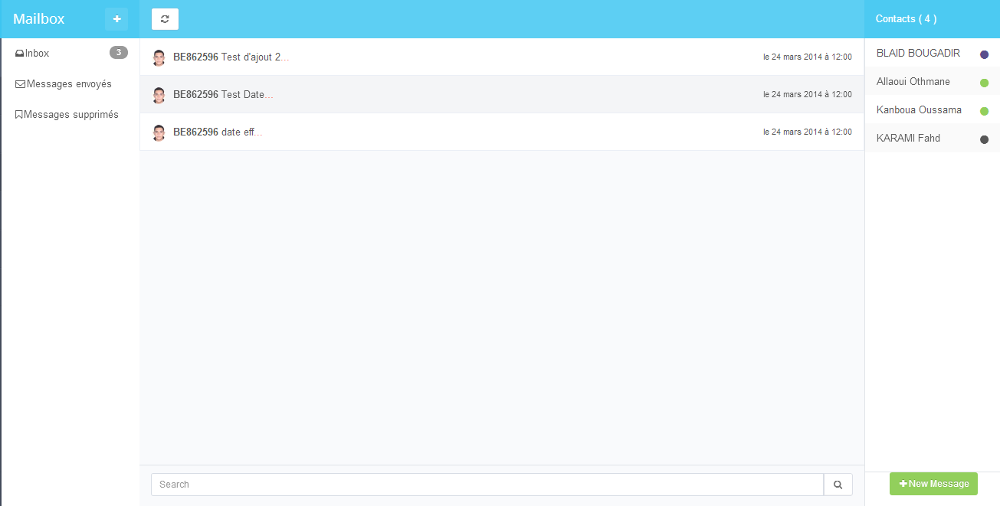 Mailbox
Inbox 3
Messages envoyés
Messages supprimés
BE862596 Test d'ajout 2... le 24 mars 2014 à 12:00
BE862596 Test Date... le 24 mars 2014 à 12:00
BE862596 date eff... le 24 mars 2014 à 12:00
Search
Contacts ( 4 )
BLAID BOUGADIR
Allaoui Othmane
Kanboua Oussama
KARAMI Fahd
New Message